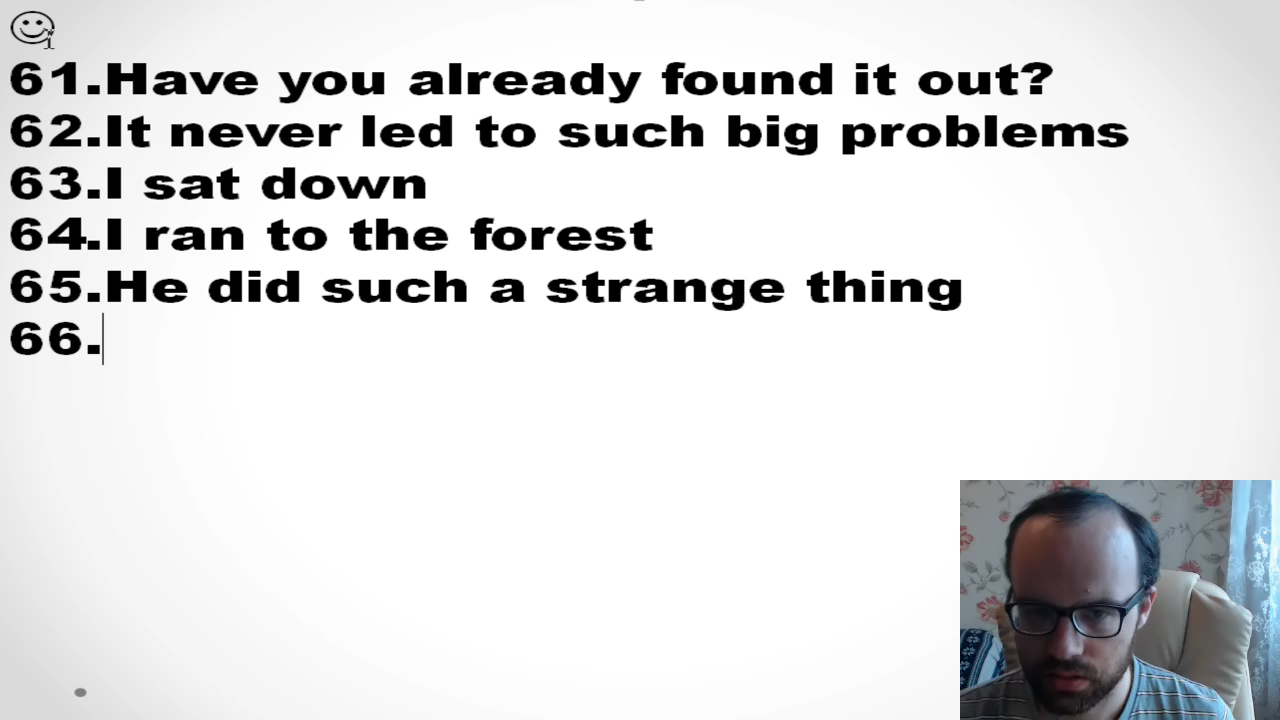 61.Have you already found it out?
62.It never led to such big problems
63.I sat down
64.I ran to the forest
65.He did such a strange thing
66.